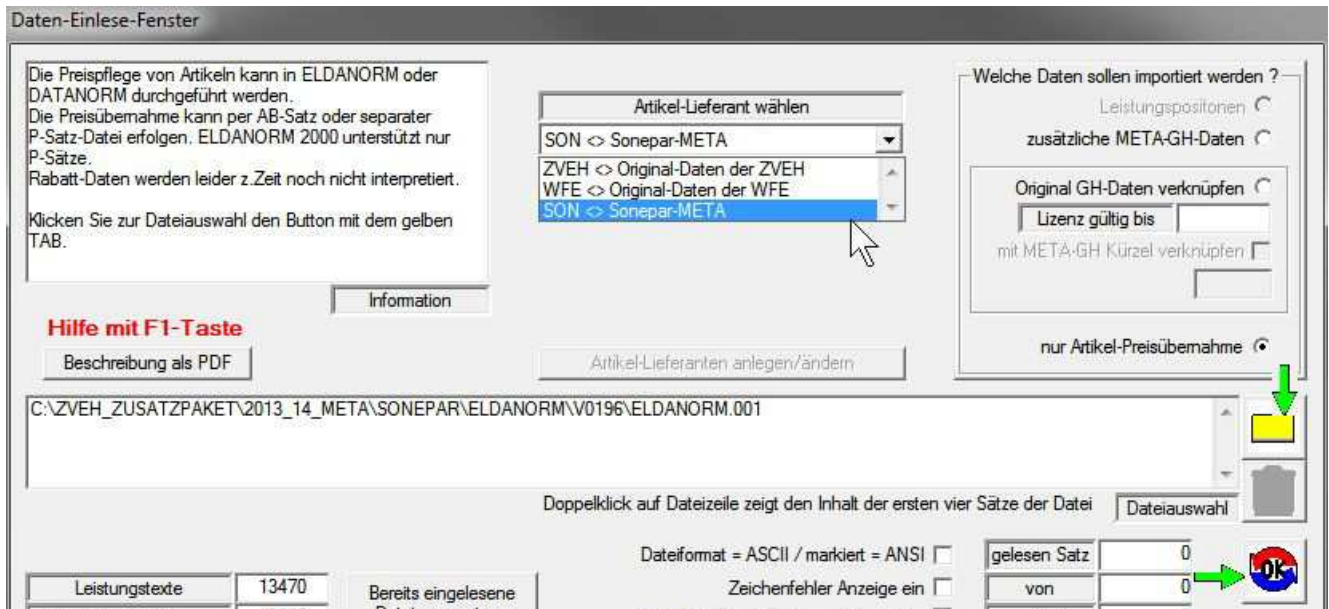 Daten-Einlese-Fenster
Die Preispflege von Artikeln kann in ELDANORM oder
DATANORM durchgeführt werden.
Die Preisübernahme kann per AB-Satz oder separater
P-Satz-Datei erfolgen. ELDANORM 2000 unterstützt nur
P-Sätze.
Rabatt-Daten werden leider z.Zeit noch nicht interpretiert.
Klicken Sie zur Dateiauswahl den Button mit dem gelben
TAB.
Information
Hilfe mit F1-Taste
Beschreibung als PDF
Artikel-Lieferant wählen
SON <> Sonepar-META
ZVEH <> Original-Daten der ZVEH
WFE <> Original-Daten der WFE
SON <> Sonepar-META
Artikel-Lieferanten anlegen/ändern
Welche Daten sollen importiert werden ?
Leistungspositonen
zusätzliche META-GH-Daten
Original GH-Daten verknüpfen
Lizenz gültig bis
mit META-GH Kürzel verknüpfen
nur Artikel-Preisübernahme
C:\ZVEH_ZUSATZPAKET\2013_14_META\SONEPAR\ELDANORM\V0196\ELDANORM.001
Doppelklick auf Dateizeile zeigt den Inhalt der ersten vier Sätze der Datei
Dateiauswahl
Dateiformat = ASCII / markiert = ANSI
gelesen Satz 0
Leistungstexte 13470
Bereits eingelesene
Zeichenfehler Anzeige ein
von 0
OK